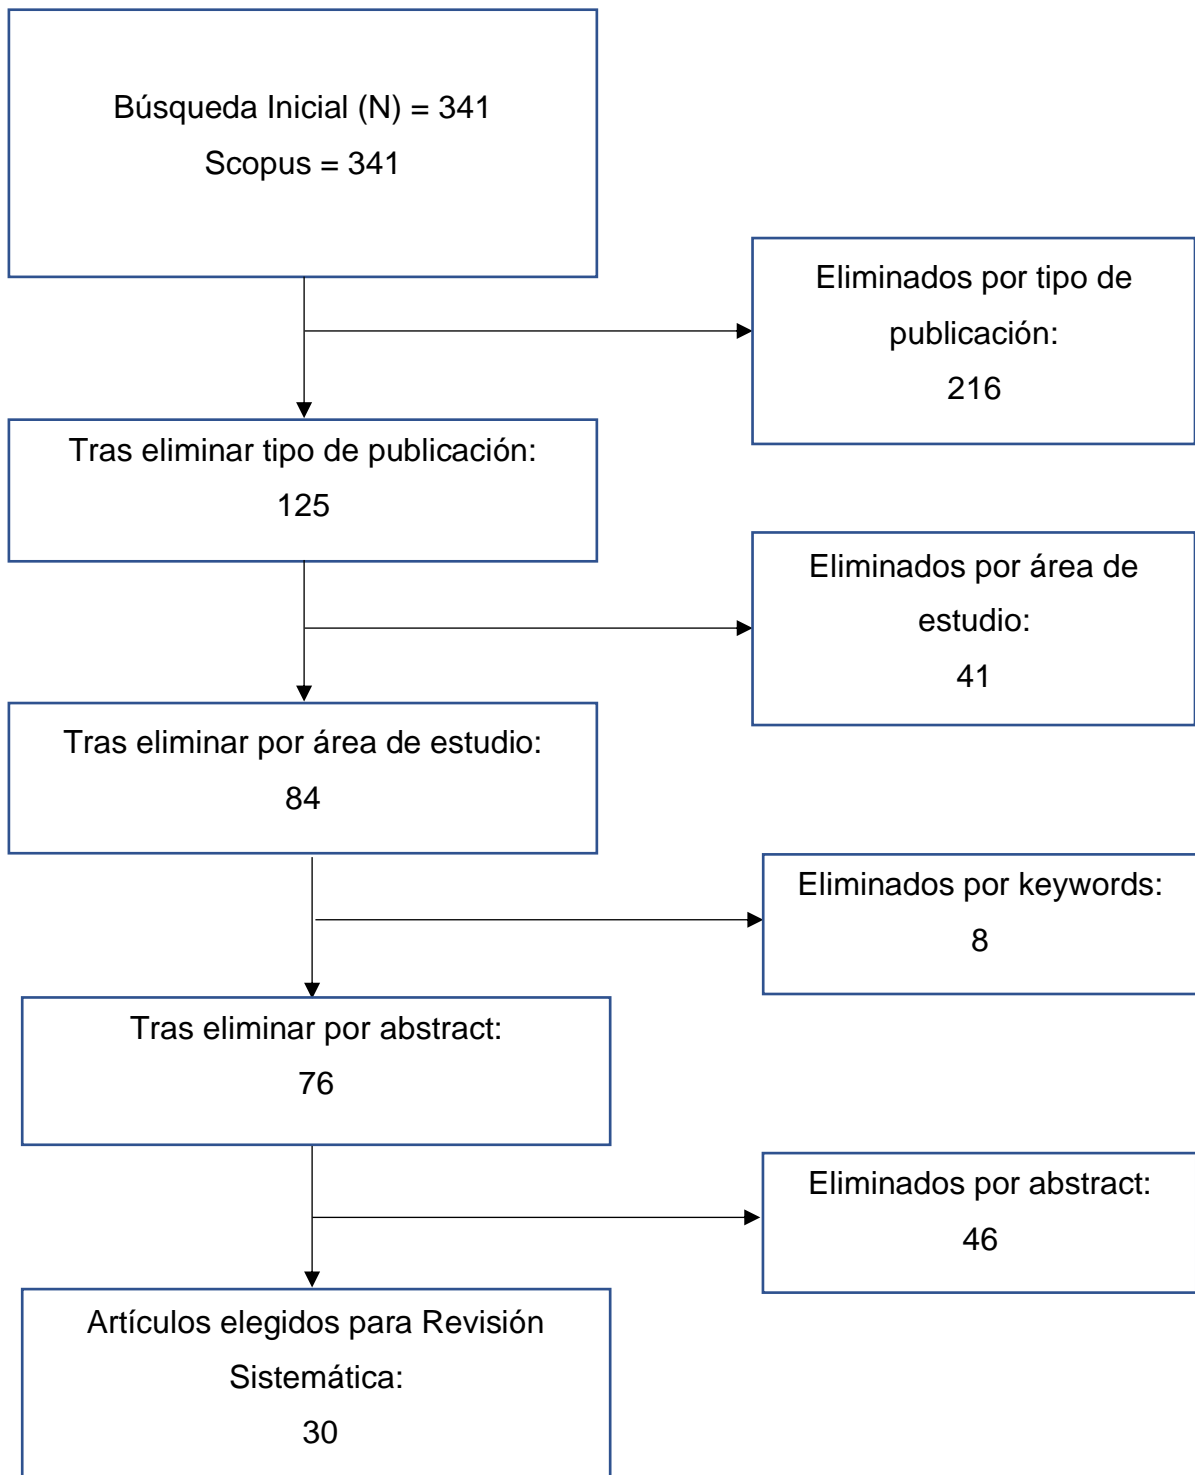 Búsqueda Inicial (N) = 341
Scopus = 341
Eliminados por tipo de
publicación:
216
Tras eliminar tipo de publicación:
125
Eliminados por área de
estudio:
41
Tras eliminar por área de estudio:
84
Eliminados por keywords:
8
Tras eliminar por abstract:
76
Eliminados por abstract:
46
Artículos elegidos para Revisión
Sistemática:
30